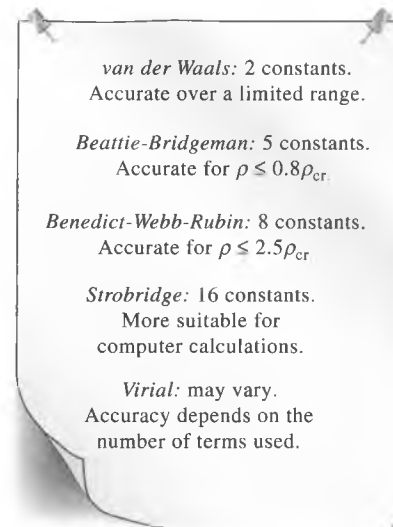 van der Waals: 2 constants.
Accurate over a limited range.
Beattie-Bridgeman: 5 constants.
Accurate for ρ ≤ 0.8ρcr.
Benedict-Webb-Rubin: 8 constants.
Accurate for ρ ≤ 2.5ρcr
Strobridge: 16 constants.
More suitable for
computer calculations.
Virial: may vary.
Accuracy depends on the
number of terms used.